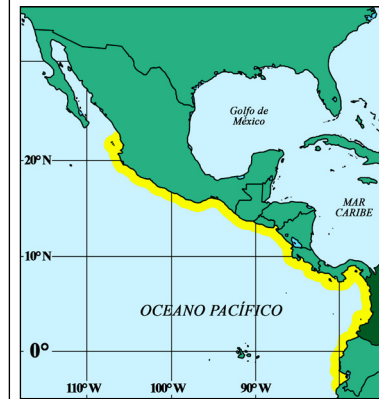 Golfo de
México
20°N
MAR
CARIBE
10°N
OCEANO PACÍFICO
0°
110°W
100°W
90°W